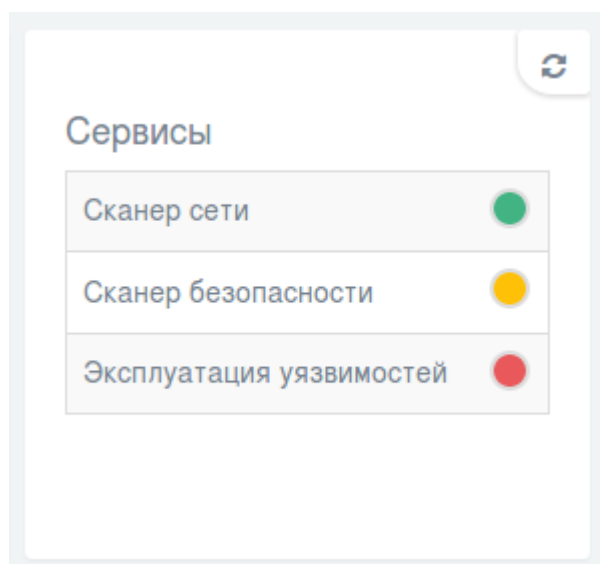 Сервисы
Сканер сети
Сканер безопасности
Эксплуатация уязвимостей